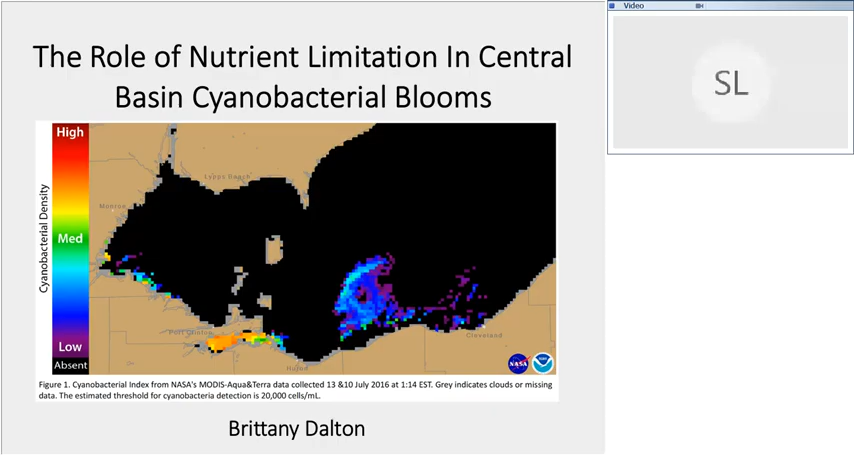 The Role of Nutrient Limitation In Central
Basin Cyanobacterial Blooms
High
Cyanobacterial Density
Med
Low
Absent
Lypps Beach
Monroe
Port Clinton
Huron
Cleveland
NASA
Figure 1. Cyanobacterial Index from NASA's MODIS-Aqua&Terra data collected 13 &10 July 2016 at 1:14 EST. Grey indicates clouds or missing
data. The estimated threshold for cyanobacteria detection is 20,000 cells/mL.
Brittany Dalton
Video
SL